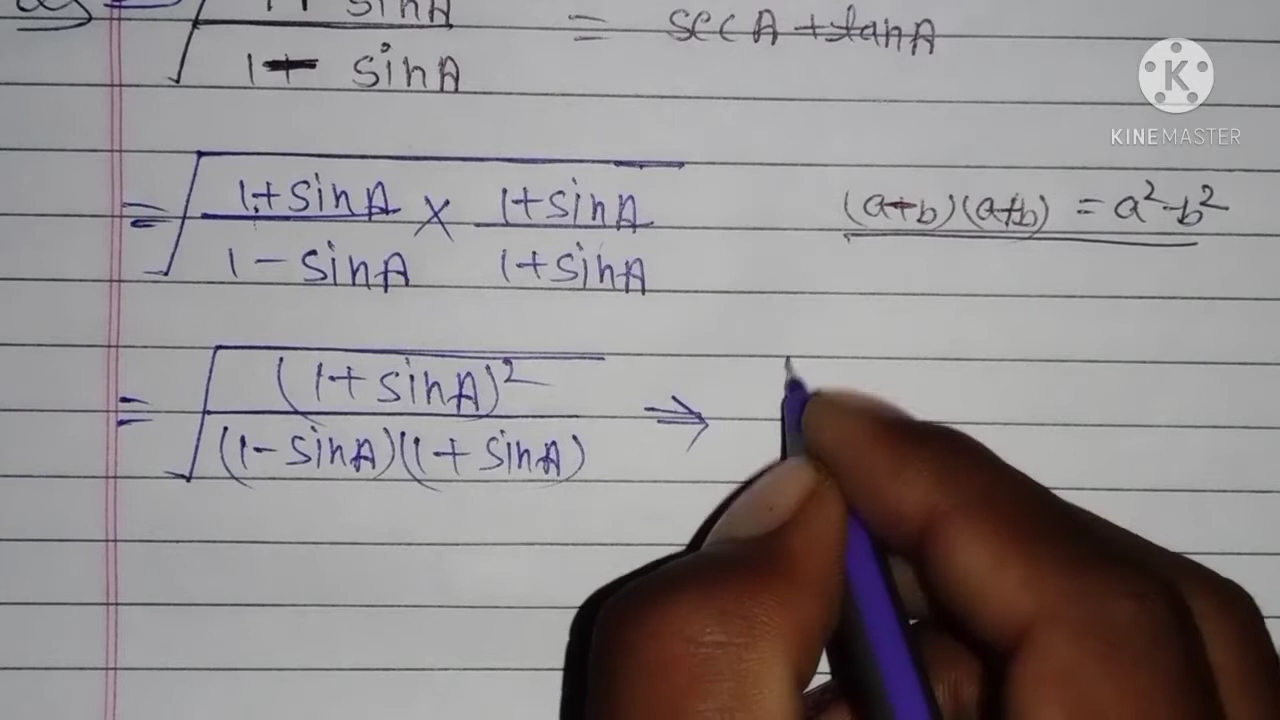 √(1+ sinA / 1- sinA) = secA + tanA
KINEMASTER
= √(1+sinA / 1-sinA × 1+sinA / 1+sinA)
(a-b)(a+b) = a²-b²
= √((1+sinA)² / (1-sinA)(1+sinA)) ⇒